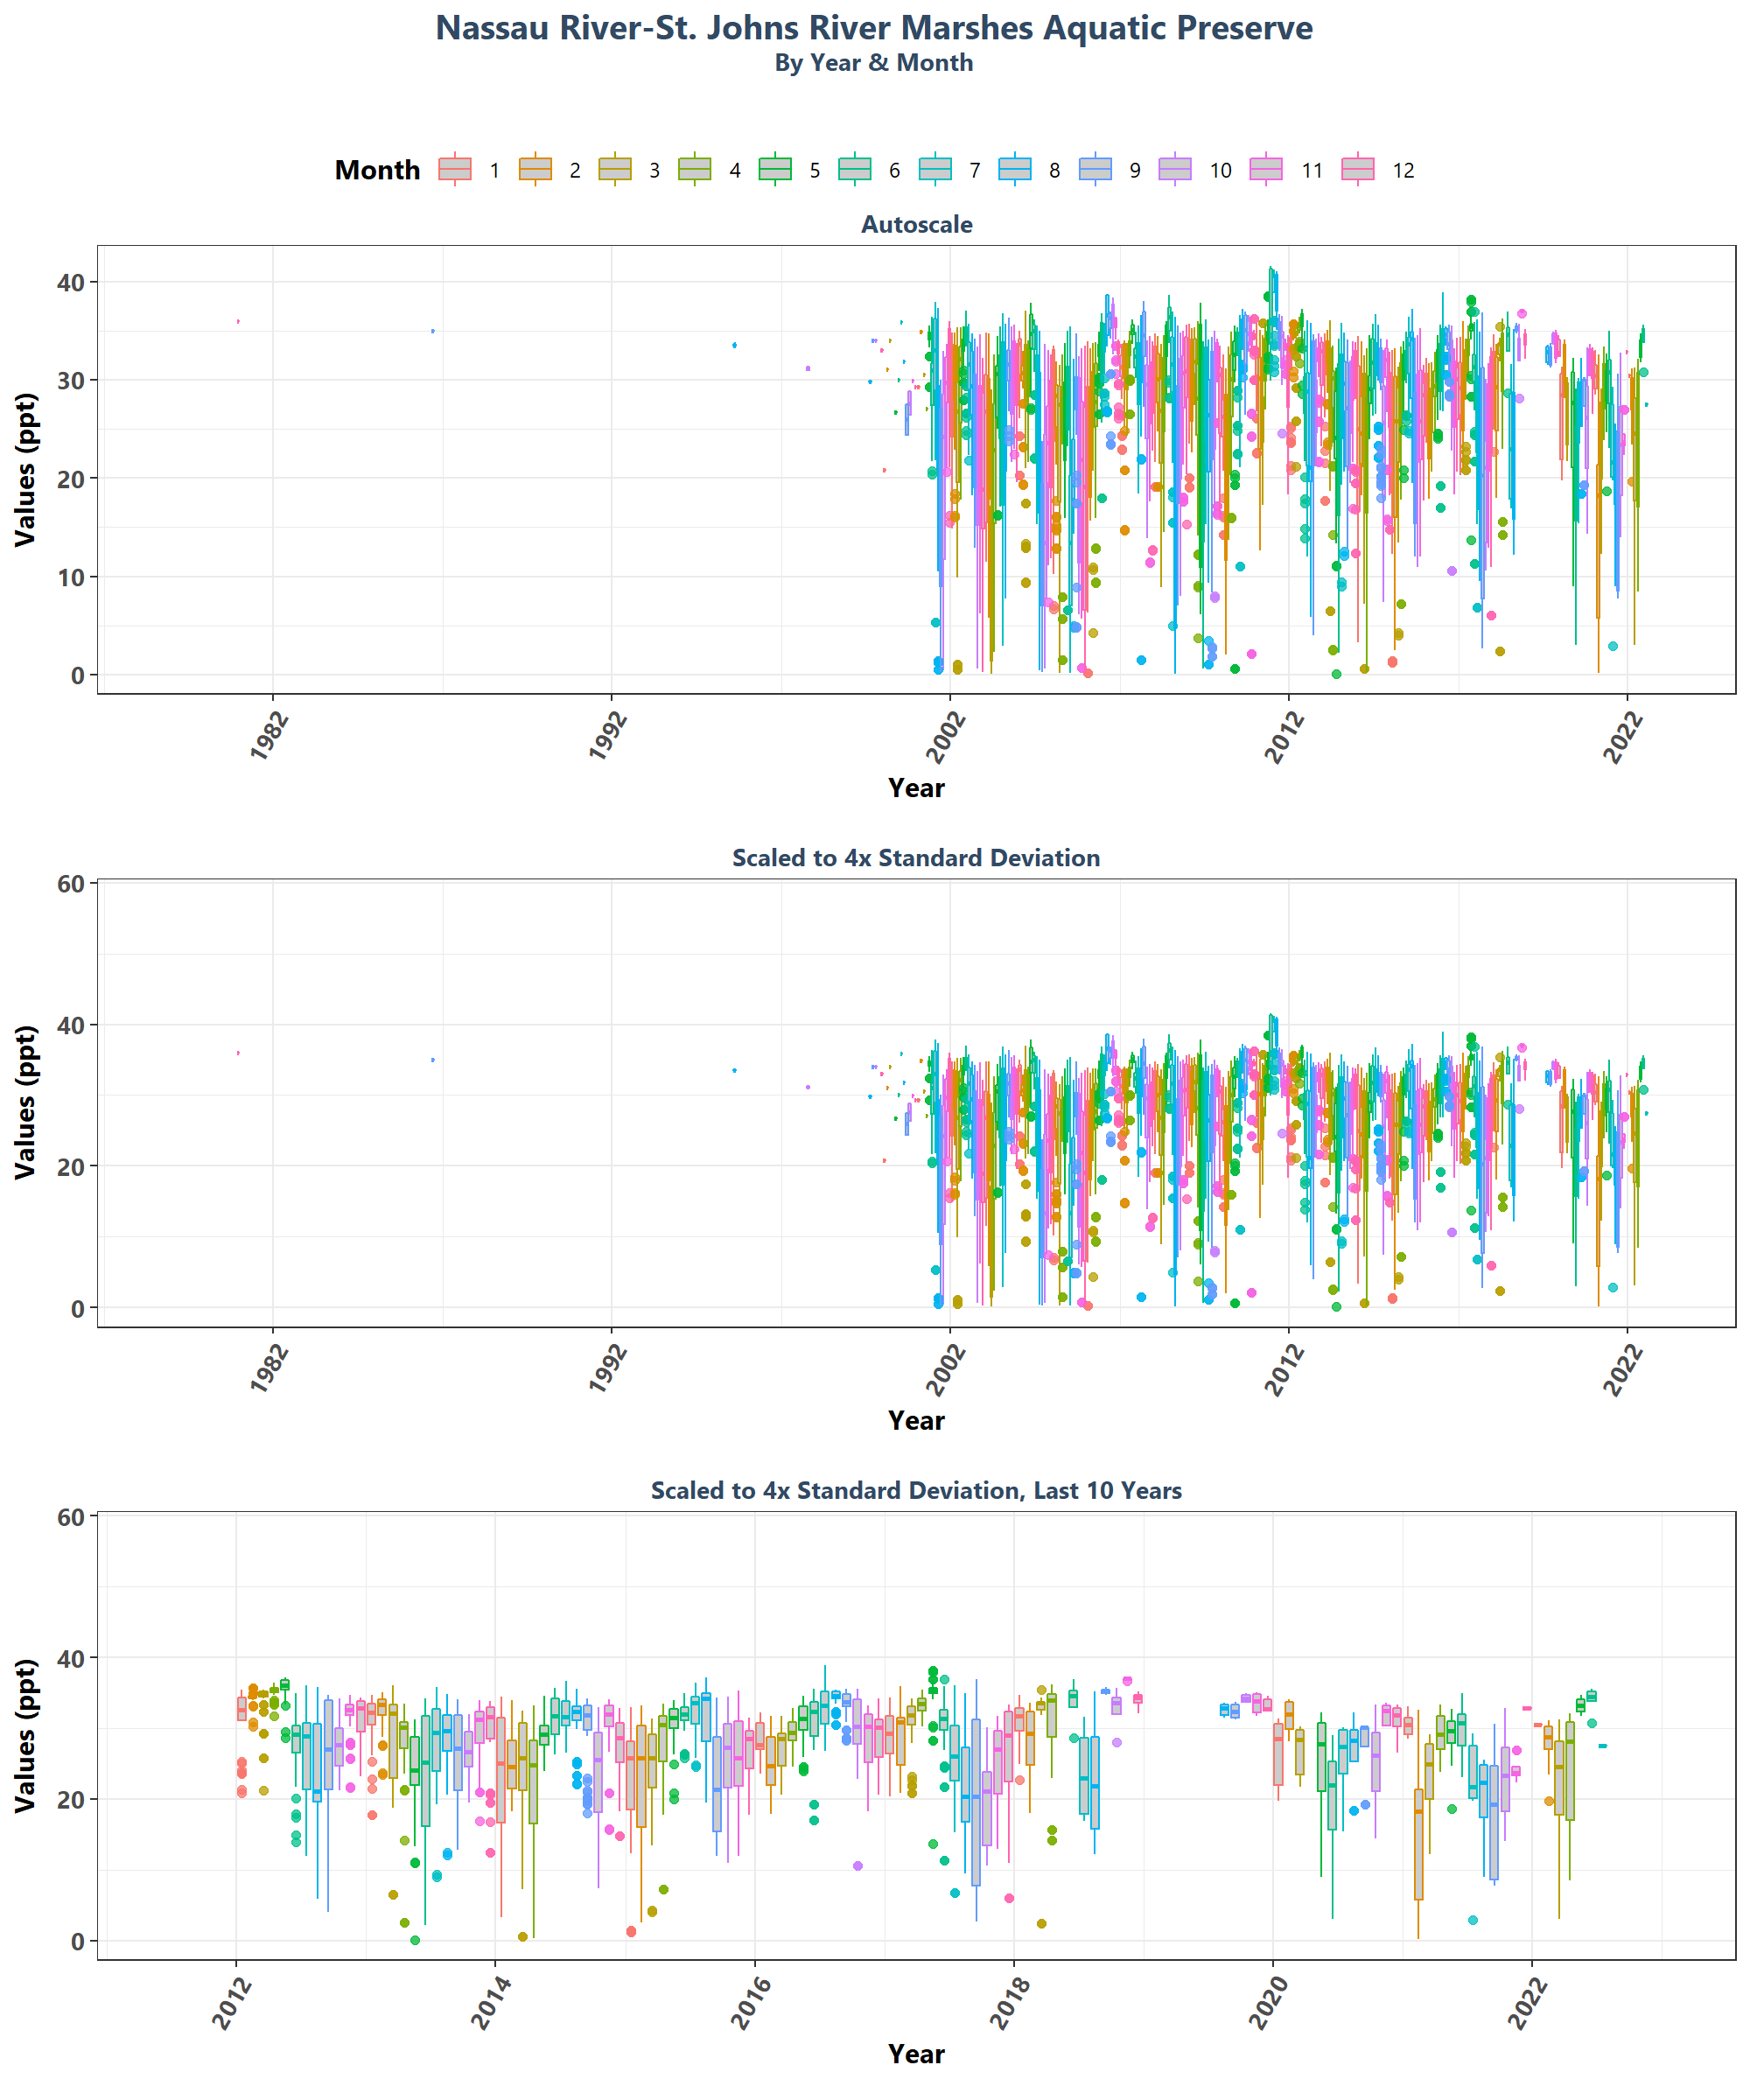 Nassau River-St. Johns River Marshes Aquatic Preserve
By Year & Month
Month 1 2 3 4 5 6 7 8 9 10 11 12
Autoscale
Values (ppt)
40
30
20
10
0
1982 1992 2002 2012 2022
Year
Scaled to 4x Standard Deviation
Values (ppt)
60
40
20
0
1982 1992 2002 2012 2022
Year
Scaled to 4x Standard Deviation, Last 10 Years
Values (ppt)
60
40
20
0
2012 2014 2016 2018 2020 2022
Year